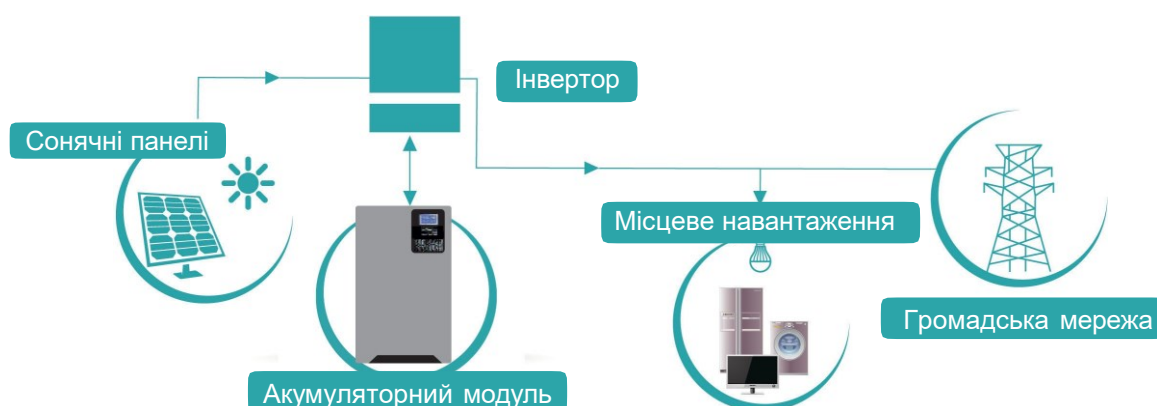 Інвертор
Сонячні панелі
Місцеве навантаження
Громадська мережа
Акумуляторний модуль